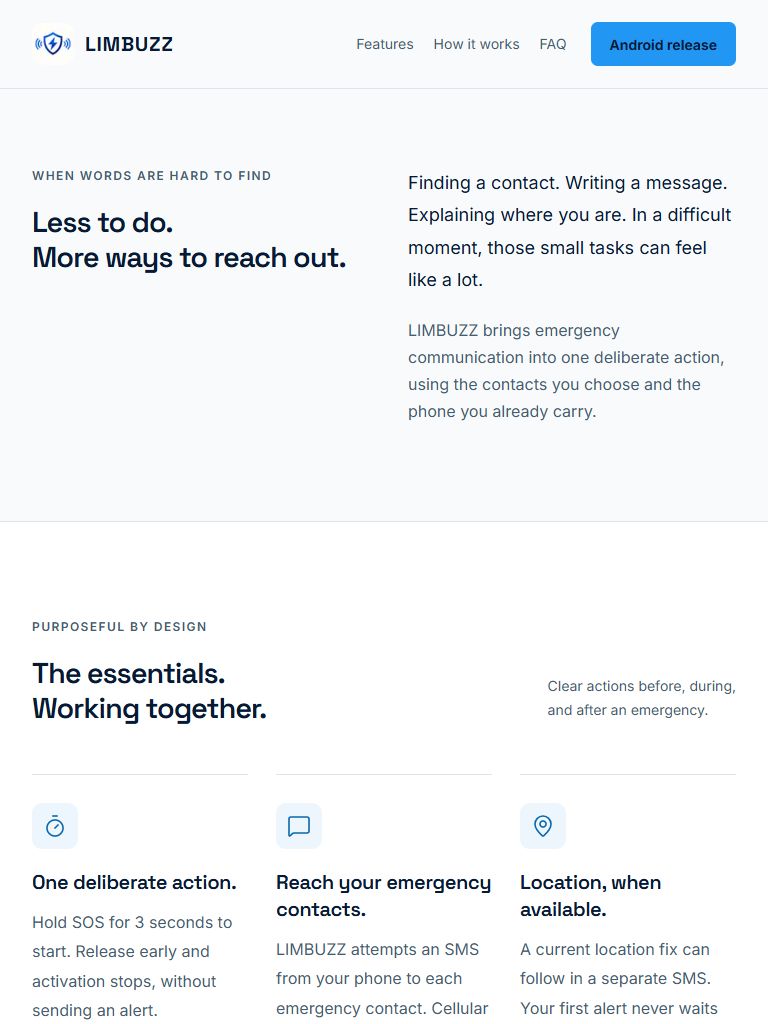 LIMBUZZ
Features
How it works
FAQ
Android release
WHEN WORDS ARE HARD TO FIND
Less to do.
More ways to reach out.
Finding a contact. Writing a message.
Explaining where you are. In a difficult
moment, those small tasks can feel
like a lot.
LIMBUZZ brings emergency
communication into one deliberate action,
using the contacts you choose and the
phone you already carry.
PURPOSEFUL BY DESIGN
The essentials.
Working together.
Clear actions before, during,
and after an emergency.
One deliberate action.
Hold SOS for 3 seconds to
start. Release early and
activation stops, without
sending an alert.
Reach your emergency
contacts.
LIMBUZZ attempts an SMS
from your phone to each
emergency contact. Cellular
Location, when
available.
A current location fix can
follow in a separate SMS.
Your first alert never waits